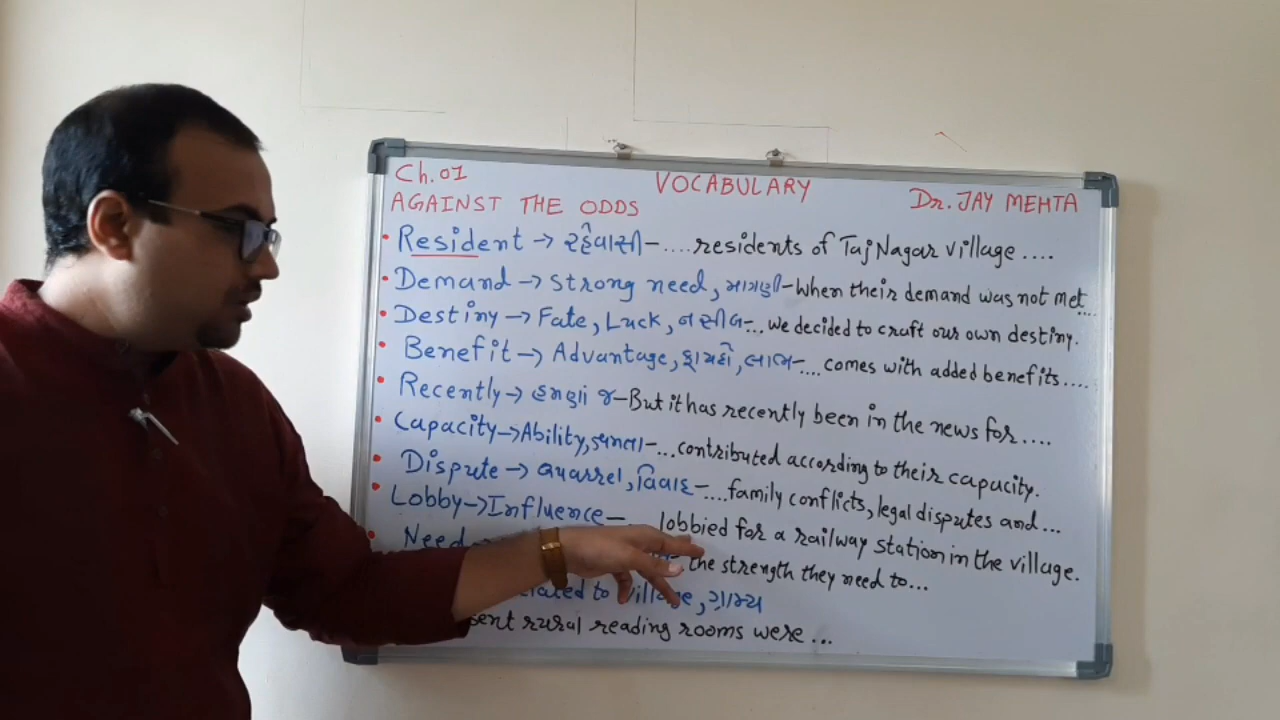 Ch.01
VOCABULARY
Dr. JAY MEHTA
AGAINST THE ODDS
• Resident → રહેવાસી - ....residents of Taj Nagar village ....
• Demand → Strong need, માગણી - When their demand was not met....
• Destiny → Fate, Luck, નસીબ - ... we decided to craft our own destiny.
• Benefit → Advantage, ફાયદો, લાભ - .... comes with added benefits....
• Recently → હમણાં જ - But it has recently been in the news for....
• Capacity → Ability, ક્ષમતા - ...contributed according to their capacity.
• Dispute → ક્વારરલ, વિવાદ - ....family conflicts, legal disputes and ...
• Lobby → Influence - lobbied for a railway station in the village.
• Need the strength they need to...
to village, ગ્રામ્ય
rural reading rooms were ...